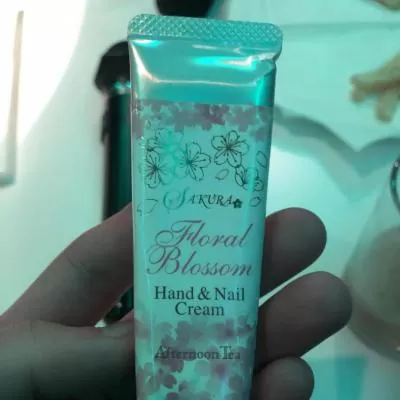 SAKURA
Floral
Blossom
Hand & Nail
Cream
Afternoon Tea